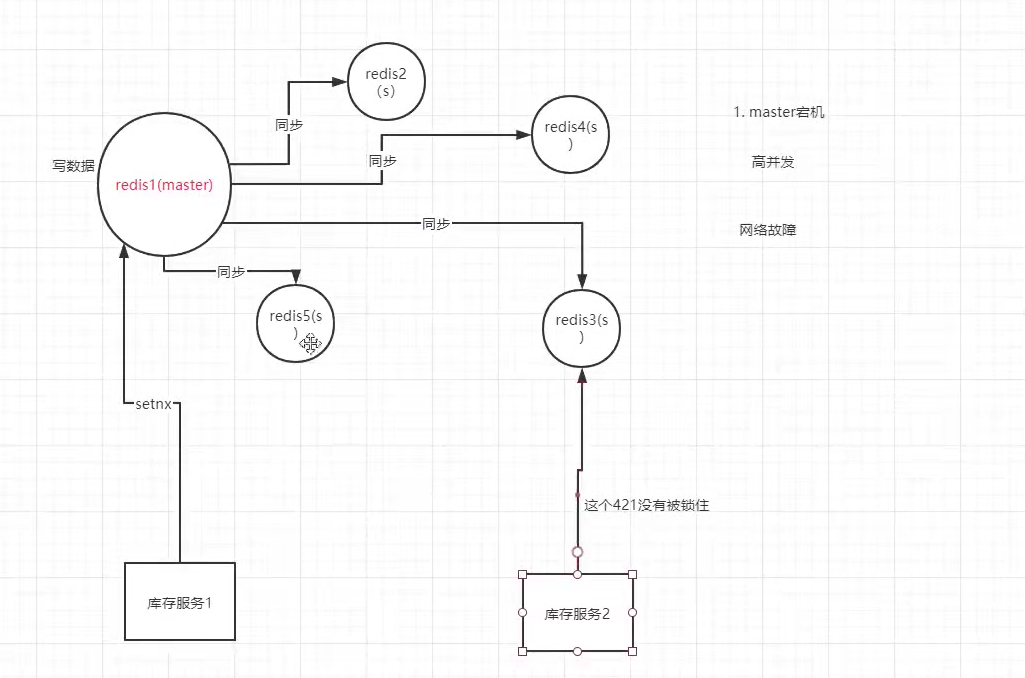 redis2
(s)
redis4(s
)
1. master宕机
同步
同步
高并发
写数据
redis1(master)
同步
网络故障
同步
redis5(s
)
redis3(s
)
setnx
这个421没有被锁住
库存服务1
库存服务2